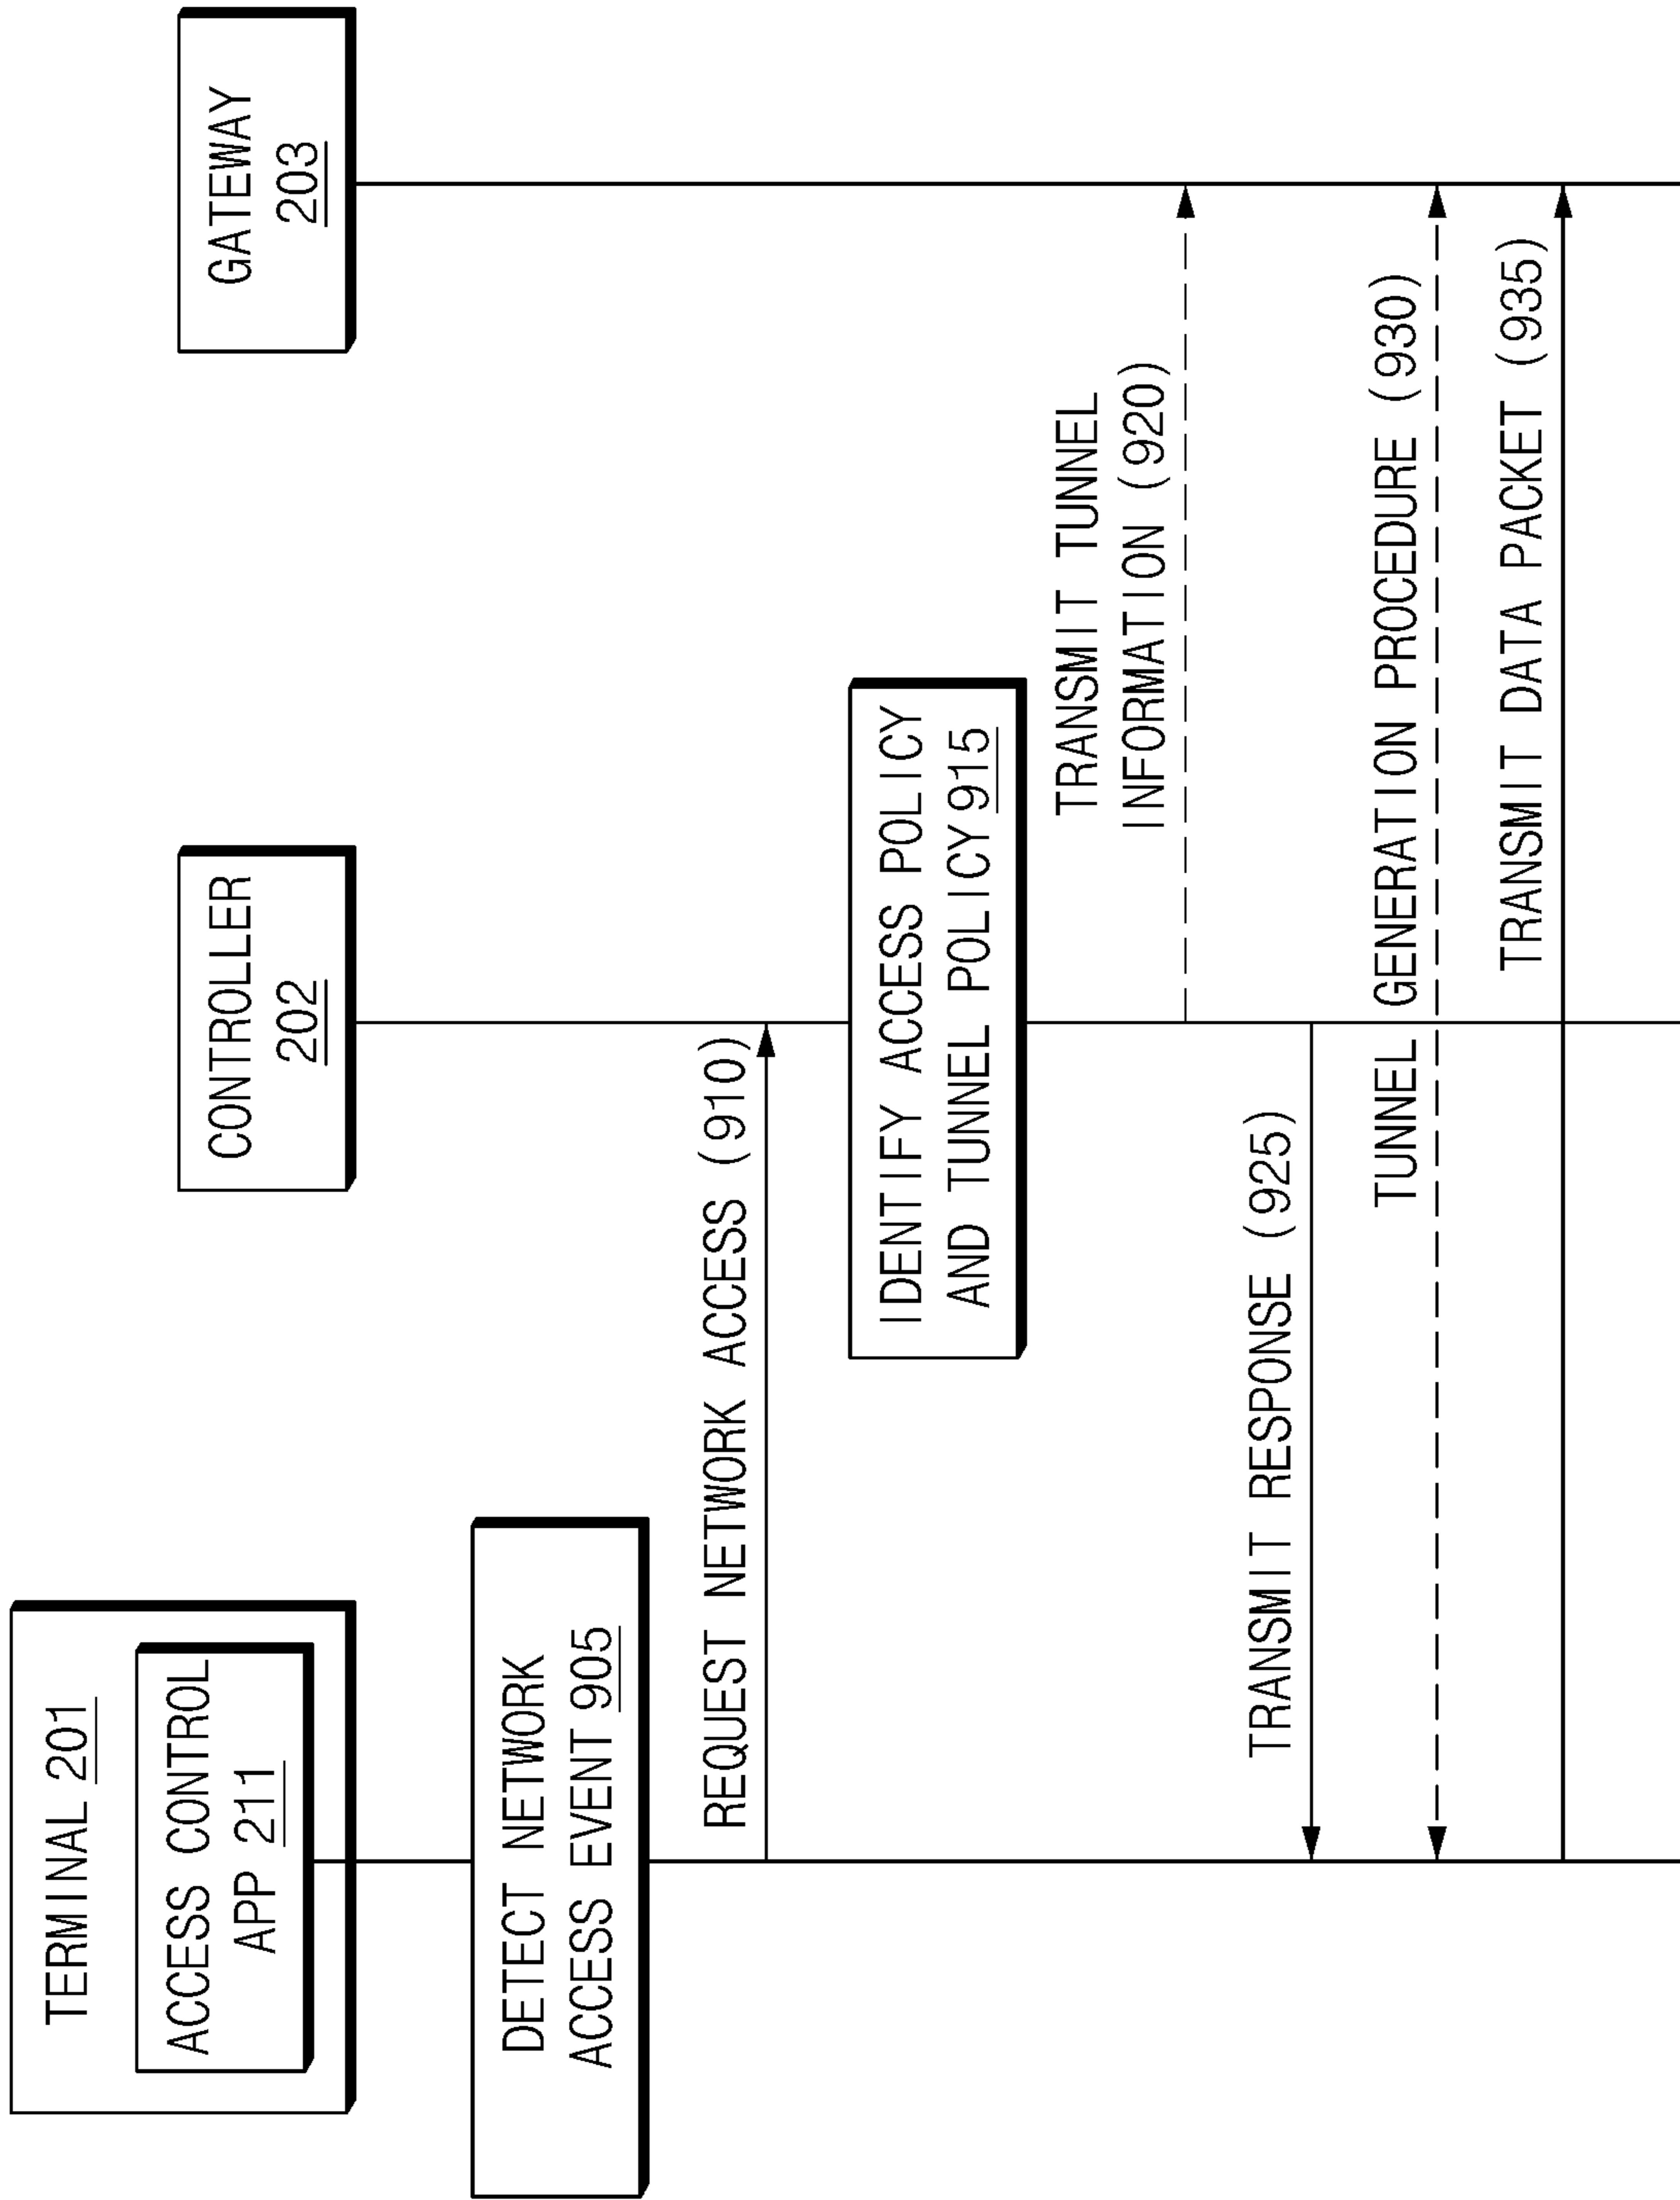 TERMINAL 201
ACCESS CONTROL
APP 211
CONTROLLER
202
GATEWAY
203
DETECT NETWORK
ACCESS EVENT 905
REQUEST NETWORK ACCESS (910)
IDENTIFY ACCESS POLICY
AND TUNNEL POLICY 915
TRANSMIT TUNNEL
INFORMATION (920)
TRANSMIT RESPONSE (925)
TUNNEL GENERATION PROCEDURE (930)
TRANSMIT DATA PACKET (935)